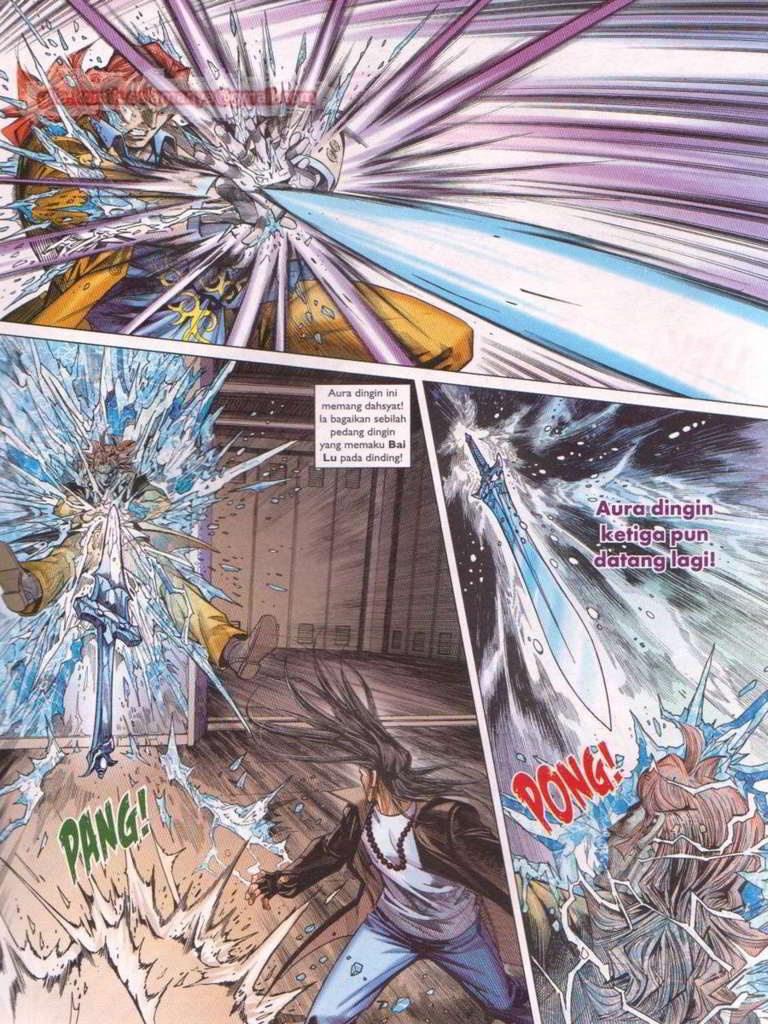 Aura dingin ini
memang dahsyat!
Ia bagaikan sebilah
pedang dingin
yang memaku Bai
Lu pada dinding!
Aura dingin
ketiga pun
datang lagi!
PONG!
PANG!